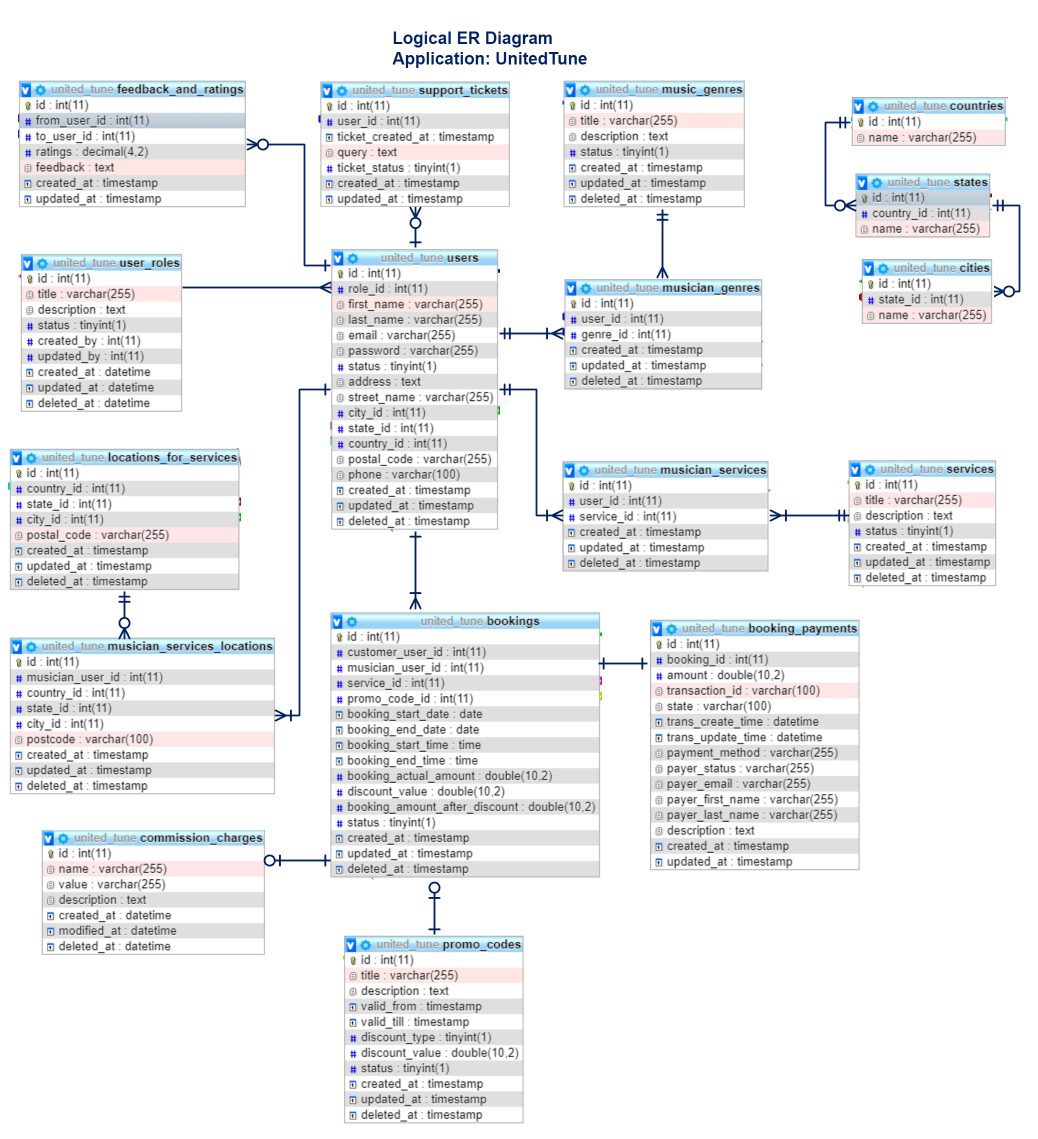 Logical ER Diagram
Application: UnitedTune
united_tune feedback_and_ratings
id : int(11)
from_user_id : int(11)
to_user_id : int(11)
ratings : decimal(4,2)
feedback : text
created_at : timestamp
updated_at : timestamp
united_tune support_tickets
id : int(11)
user_id : int(11)
ticket_created_at : timestamp
query : text
ticket_status : tinyint(1)
created_at : timestamp
updated_at : timestamp
united_tune music_genres
id : int(11)
title : varchar(255)
description : text
status : tinyint(1)
created_at : timestamp
updated_at : timestamp
deleted_at : timestamp
united_tune countries
id : int(11)
name : varchar(255)
united_tune states
id : int(11)
country_id : int(11)
name : varchar(255)
united_tune cities
id : int(11)
state_id : int(11)
name : varchar(255)
united_tune user_roles
id : int(11)
title : varchar(255)
description : text
status : tinyint(1)
created_by : int(11)
updated_by : int(11)
created_at : datetime
updated_at : datetime
deleted_at : datetime
united_tune users
id : int(11)
role_id : int(11)
first_name : varchar(255)
last_name : varchar(255)
email : varchar(255)
password : varchar(255)
status : tinyint(1)
address : text
street_name : varchar(255)
city_id : int(11)
state_id : int(11)
country_id : int(11)
postal_code : varchar(255)
phone : varchar(100)
created_at : timestamp
updated_at : timestamp
deleted_at : timestamp
united_tune musician_genres
id : int(11)
user_id : int(11)
genre_id : int(11)
created_at : timestamp
updated_at : timestamp
deleted_at : timestamp
united_tune locations_for_services
id : int(11)
country_id : int(11)
state_id : int(11)
city_id : int(11)
postal_code : varchar(255)
created_at : timestamp
updated_at : timestamp
deleted_at : timestamp
united_tune musician_services
id : int(11)
user_id : int(11)
service_id : int(11)
created_at : timestamp
updated_at : timestamp
deleted_at : timestamp
united_tune services
id : int(11)
title : varchar(255)
description : text
status : tinyint(1)
created_at : timestamp
updated_at : timestamp
deleted_at : timestamp
united_tune musician_services_locations
id : int(11)
musician_user_id : int(11)
country_id : int(11)
state_id : int(11)
city_id : int(11)
postcode : varchar(100)
created_at : timestamp
updated_at : timestamp
deleted_at : timestamp
united_tune bookings
id : int(11)
customer_user_id : int(11)
musician_user_id : int(11)
service_id : int(11)
promo_code_id : int(11)
booking_start_date : date
booking_end_date : date
booking_start_time : time
booking_end_time : time
booking_actual_amount : double(10,2)
discount_value : double(10,2)
booking_amount_after_discount : double(10,2)
status : tinyint(1)
created_at : timestamp
updated_at : timestamp
deleted_at : timestamp
united_tune booking_payments
id : int(11)
booking_id : int(11)
amount : double(10,2)
transaction_id : varchar(100)
state : varchar(100)
trans_create_time : datetime
trans_update_time : datetime
payment_method : varchar(255)
payer_status : varchar(255)
payer_email : varchar(255)
payer_first_name : varchar(255)
payer_last_name : varchar(255)
description : text
created_at : timestamp
updated_at : timestamp
united_tune commission_charges
id : int(11)
name : varchar(255)
value : varchar(255)
description : text
created_at : datetime
modified_at : datetime
deleted_at : datetime
united_tune promo_codes
id : int(11)
title : varchar(255)
description : text
valid_from : timestamp
valid_till : timestamp
discount_type : tinyint(1)
discount_value : double(10,2)
status : tinyint(1)
created_at : timestamp
updated_at : timestamp
deleted_at : timestamp